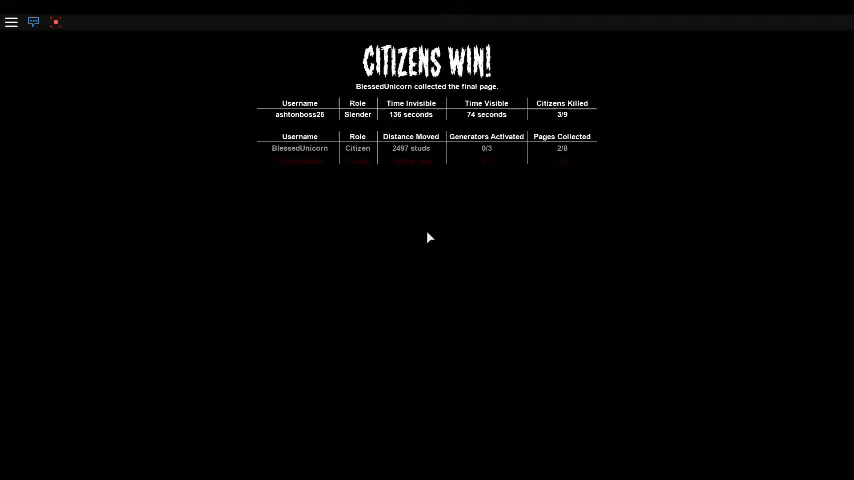 CITIZENS WIN!
BlessedUnicorn collected the final page.
Username Role Time Invisible Time Visible Citizens Killed
ashtonboss26 Slender 136 seconds 74 seconds 3/9
Username Role Distance Moved Generators Activated Pages Collected
BlessedUnicorn Citizen 2497 studs 0/3 2/8